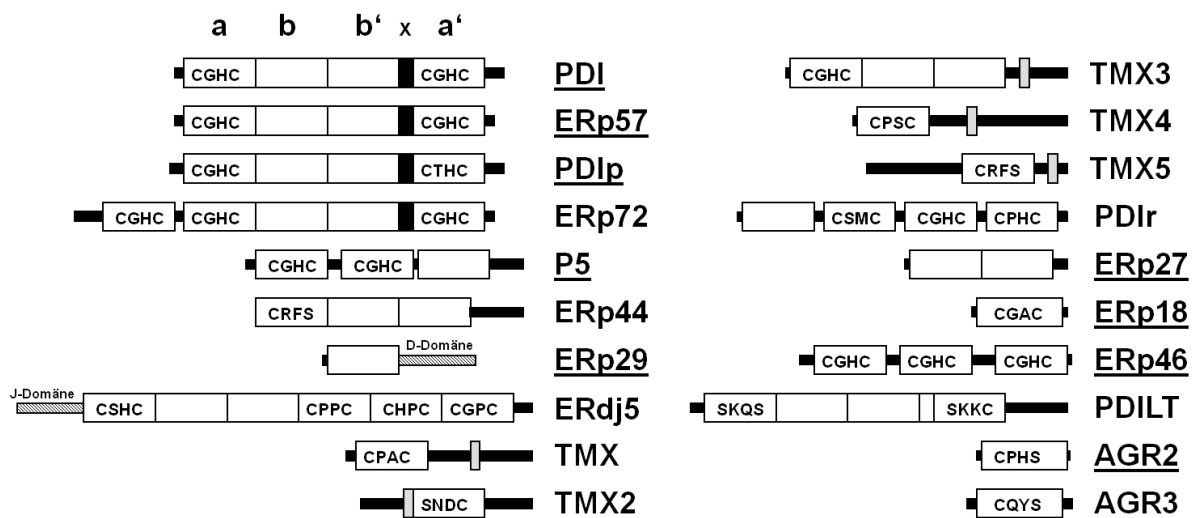 a b b‘ x a‘
CGHC CGHC PDI
CGHC CGHC ERp57
CGHC CTHC PDIp
CGHC CGHC CGHC ERp72
CGHC CGHC P5
CRFS ERp44
D-Domäne ERp29
J-Domäne CSHC CPPC CHPC CGPC ERdj5
CPAC TMX
SNDC TMX2
CGHC TMX3
CPSC TMX4
CRFS TMX5
CSMC CGHC CPHC PDIr
ERp27
CGAC ERp18
CGHC CGHC CGHC ERp46
SKQS SKKC PDILT
CPHS AGR2
CQYS AGR3